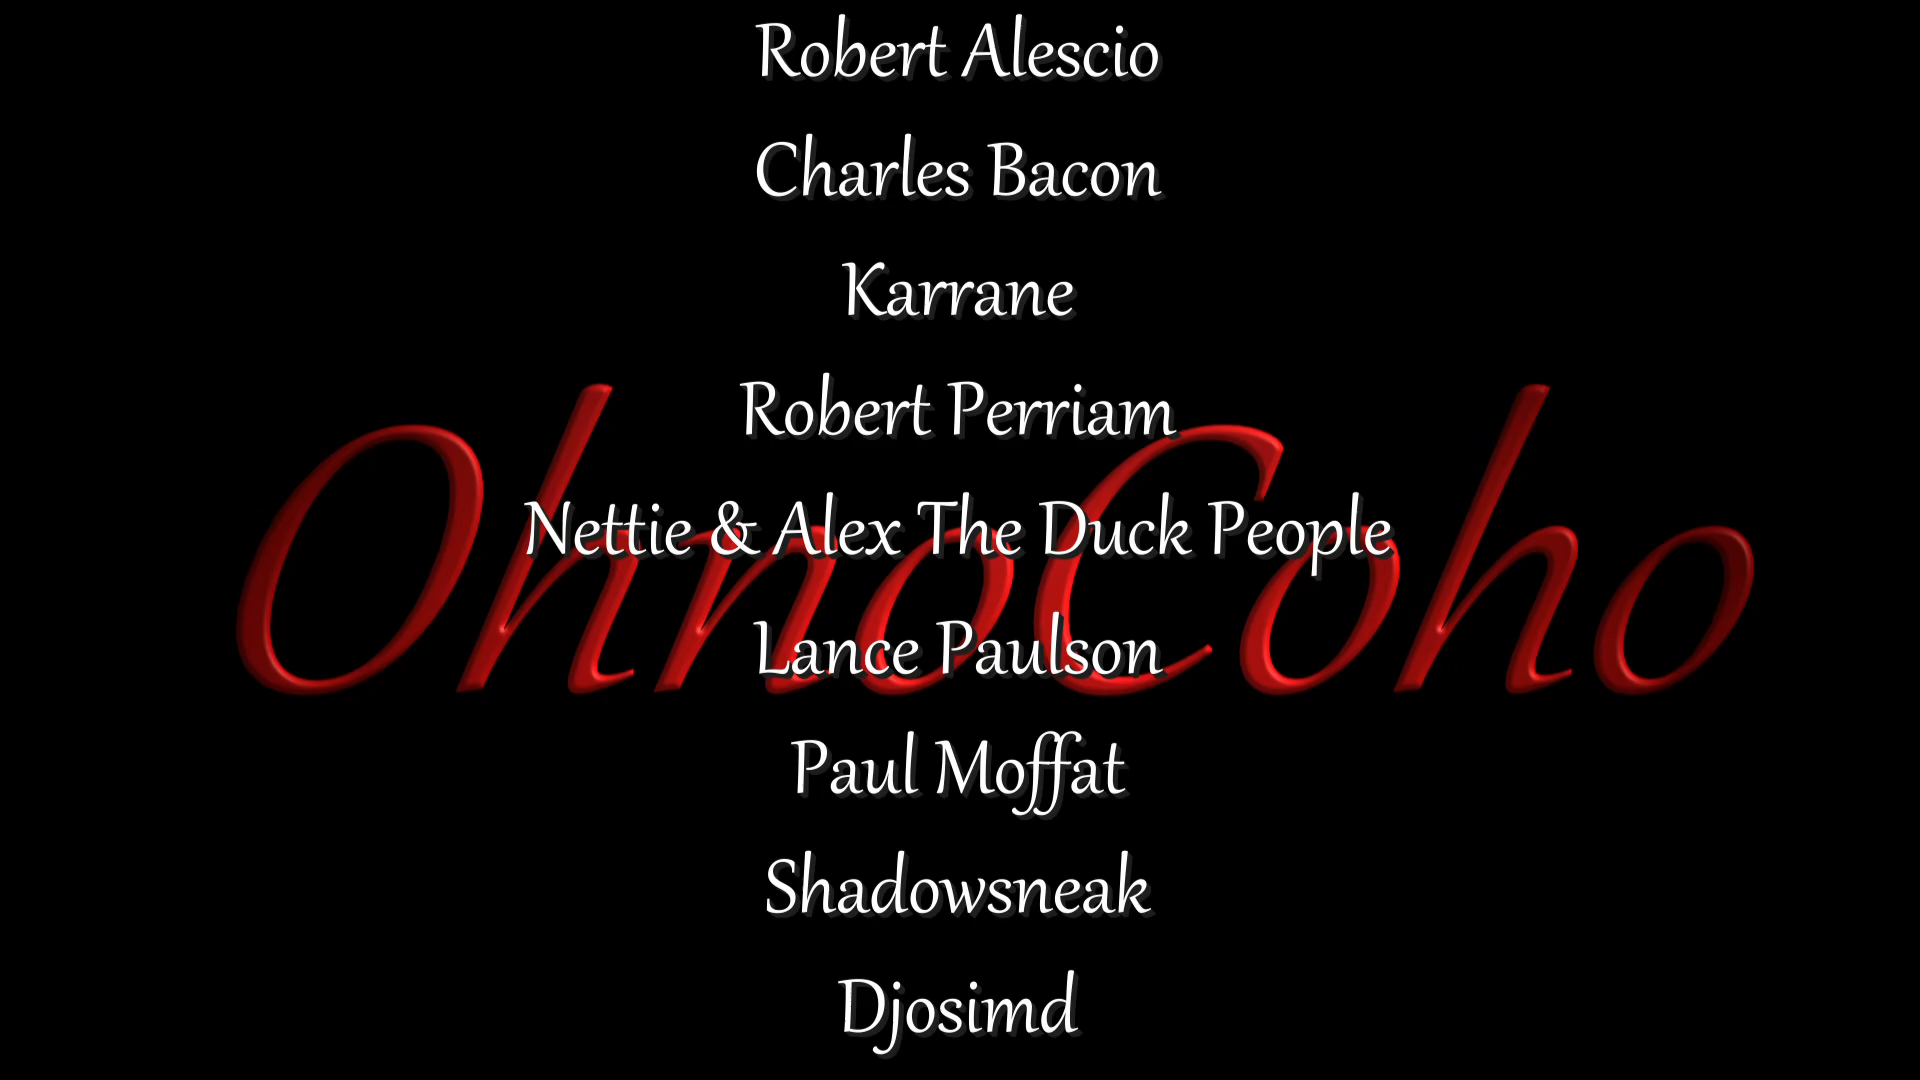 Robert Alescio
Charles Bacon
Karrane
Robert Perriam
OhnoCoho
Nettie & Alex The Duck People
Lance Paulson
Paul Moffat
Shadowsneak
Djosimd